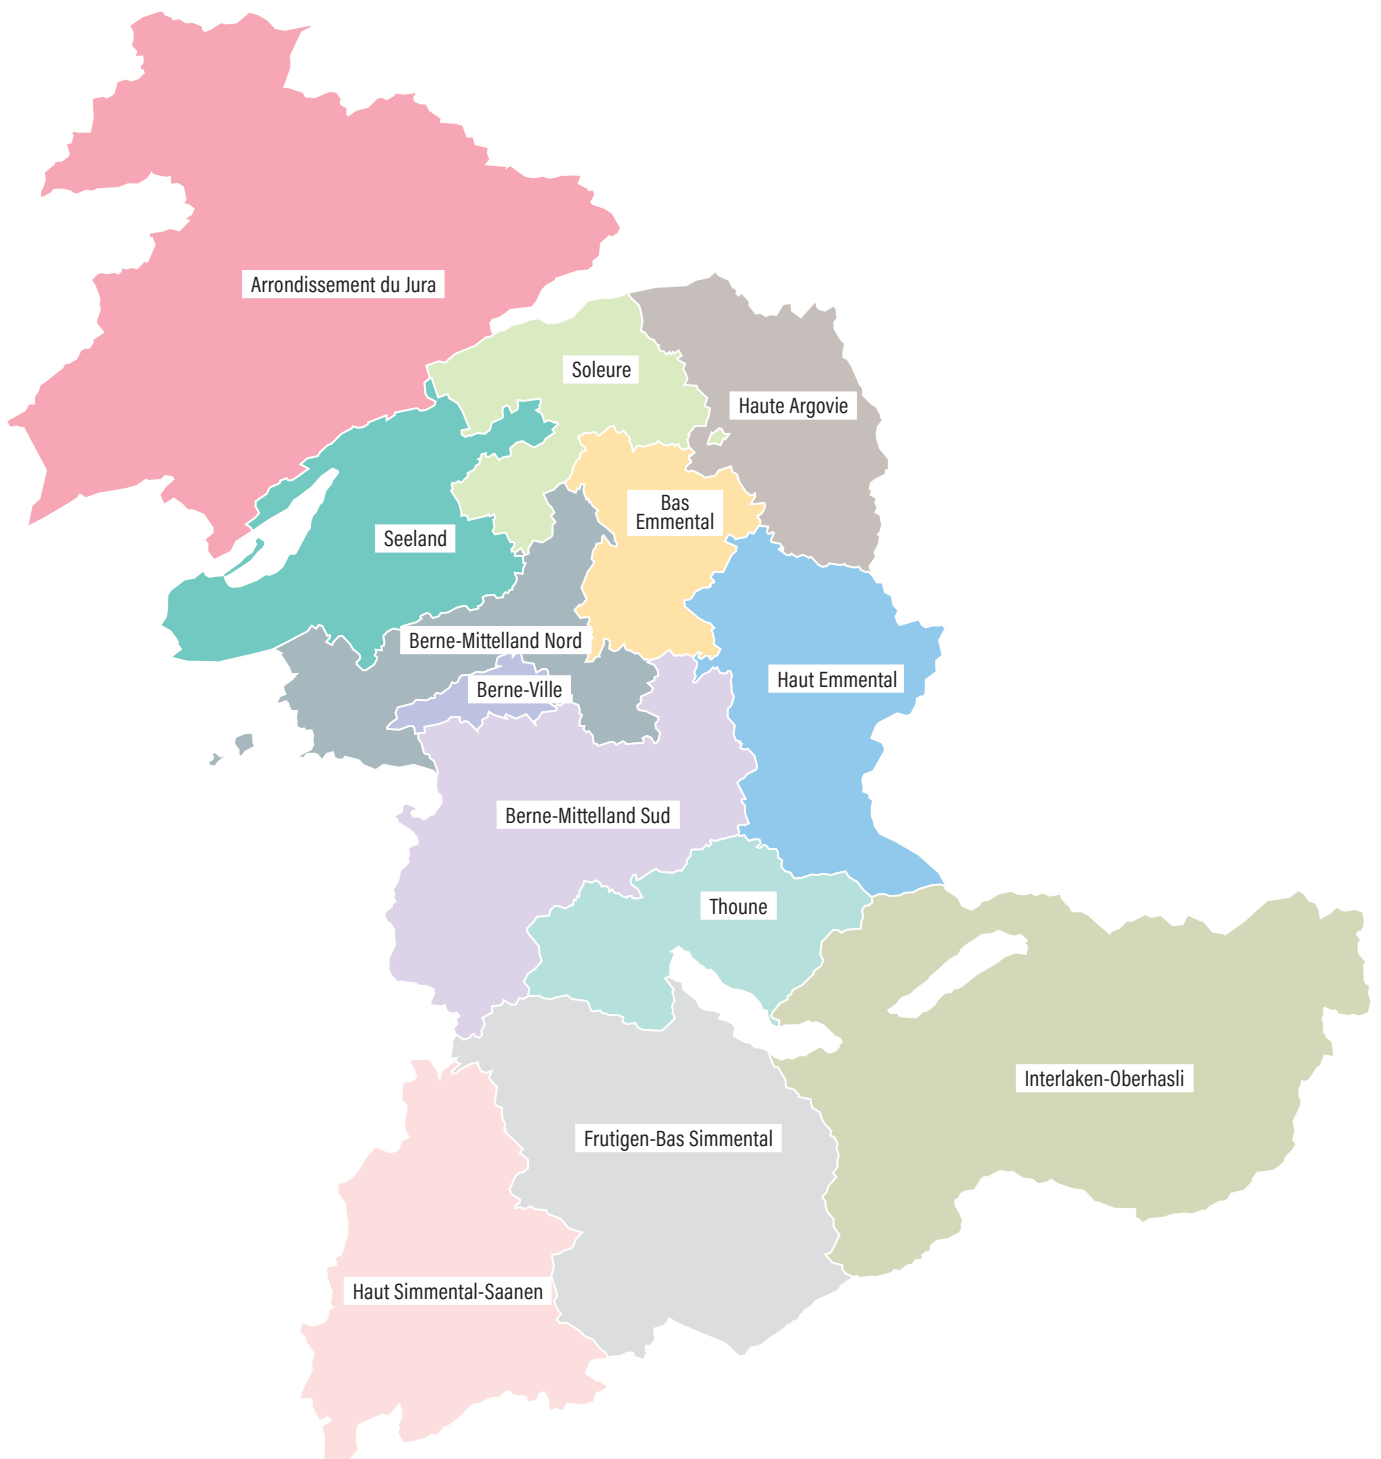 Arrondissement du Jura
Soleure
Haute Argovie
Bas
Emmental
Seeland
Berne-Mittelland Nord
Haut Emmental
Berne-Ville
Berne-Mittelland Sud
Thoune
Interlaken-Oberhasli
Frutigen-Bas Simmental
Haut Simmental-Saanen